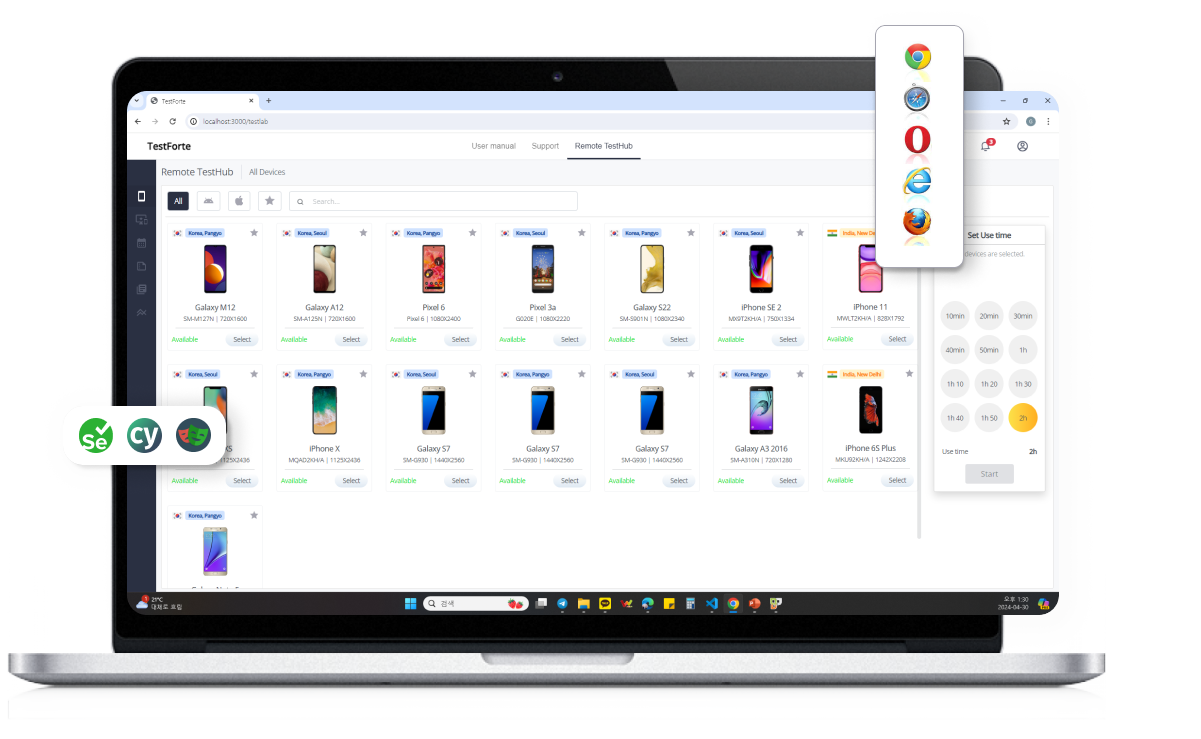 TestForte
localhost:3000/testlab
TestForte
User manual
Support
Remote TestHub
3
Remote TestHub
All Devices
All
Search...
Korea, Pangyo
Galaxy M12
SM-M127N | 720X1600
Available
Select
Korea, Seoul
Galaxy A12
SM-A125N | 720X1600
Available
Select
Korea, Pangyo
Pixel 6
Pixel 6 | 1080X2400
Available
Select
Korea, Seoul
Pixel 3a
G020E | 1080X2220
Available
Select
Korea, Pangyo
Galaxy S22
SM-S901N | 1080X2340
Available
Select
Korea, Seoul
iPhone SE 2
MX9T2KH/A | 750X1334
Available
Select
India, New De
iPhone 11
MWLT2KH/A | 828X1792
Available
Select
Korea, Seoul
XS
1125X2436
Available
Select
Korea, Pangyo
iPhone X
MQAD2KH/A | 1125X2436
Available
Select
Korea, Seoul
Galaxy S7
SM-G930 | 1440X2560
Available
Select
Korea, Pangyo
Galaxy S7
SM-G930 | 1440X2560
Available
Select
Korea, Seoul
Galaxy S7
SM-G930 | 1440X2560
Available
Select
Korea, Pangyo
Galaxy A3 2016
SM-A310N | 720X1280
Available
Select
India, New Delhi
iPhone 6S Plus
MKU92KH/A | 1242X2208
Available
Select
Korea, Pangyo
Set Use time
devices are selected
10min
20min
30min
40min
50min
1h
1h 10
1h 20
1h 30
1h 40
1h 50
2h
Use time
2h
Start
Se
cy
21°C
대체로 흐림
검색
오후 1:30
2024-04-30